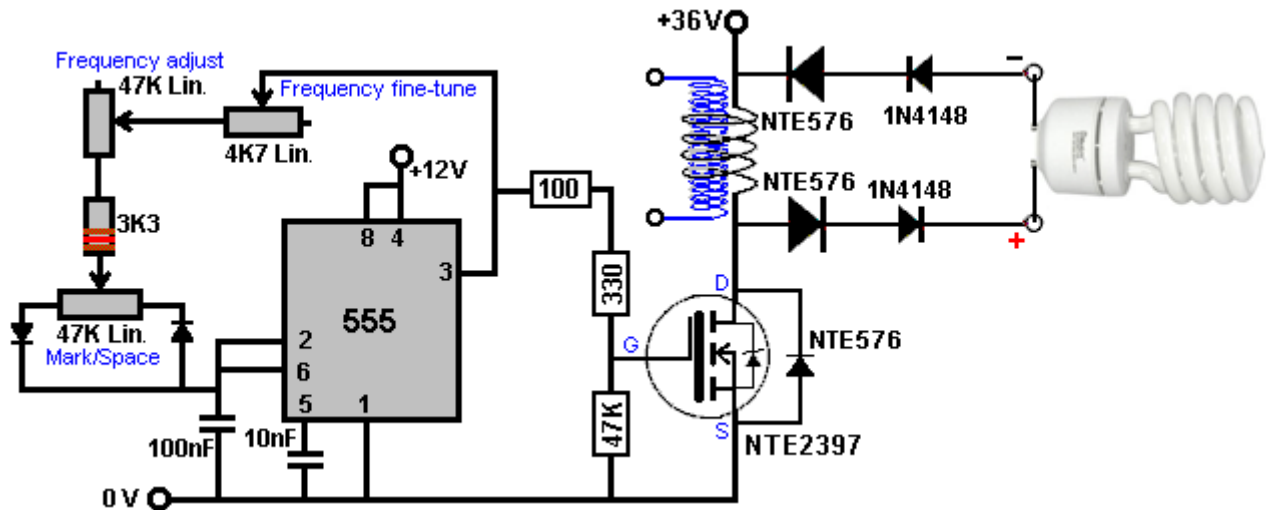 +36V
Frequency adjust
47K Lin.
Frequency fine-tune
4K7 Lin.
+12V
100
NTE576
1N4148
-
3K3
8 4
3
330
NTE576
1N4148
+
555
47K Lin.
Mark/Space
2
6
5 1
G
D
S
NTE576
100nF
10nF
47K
NTE2397
0V